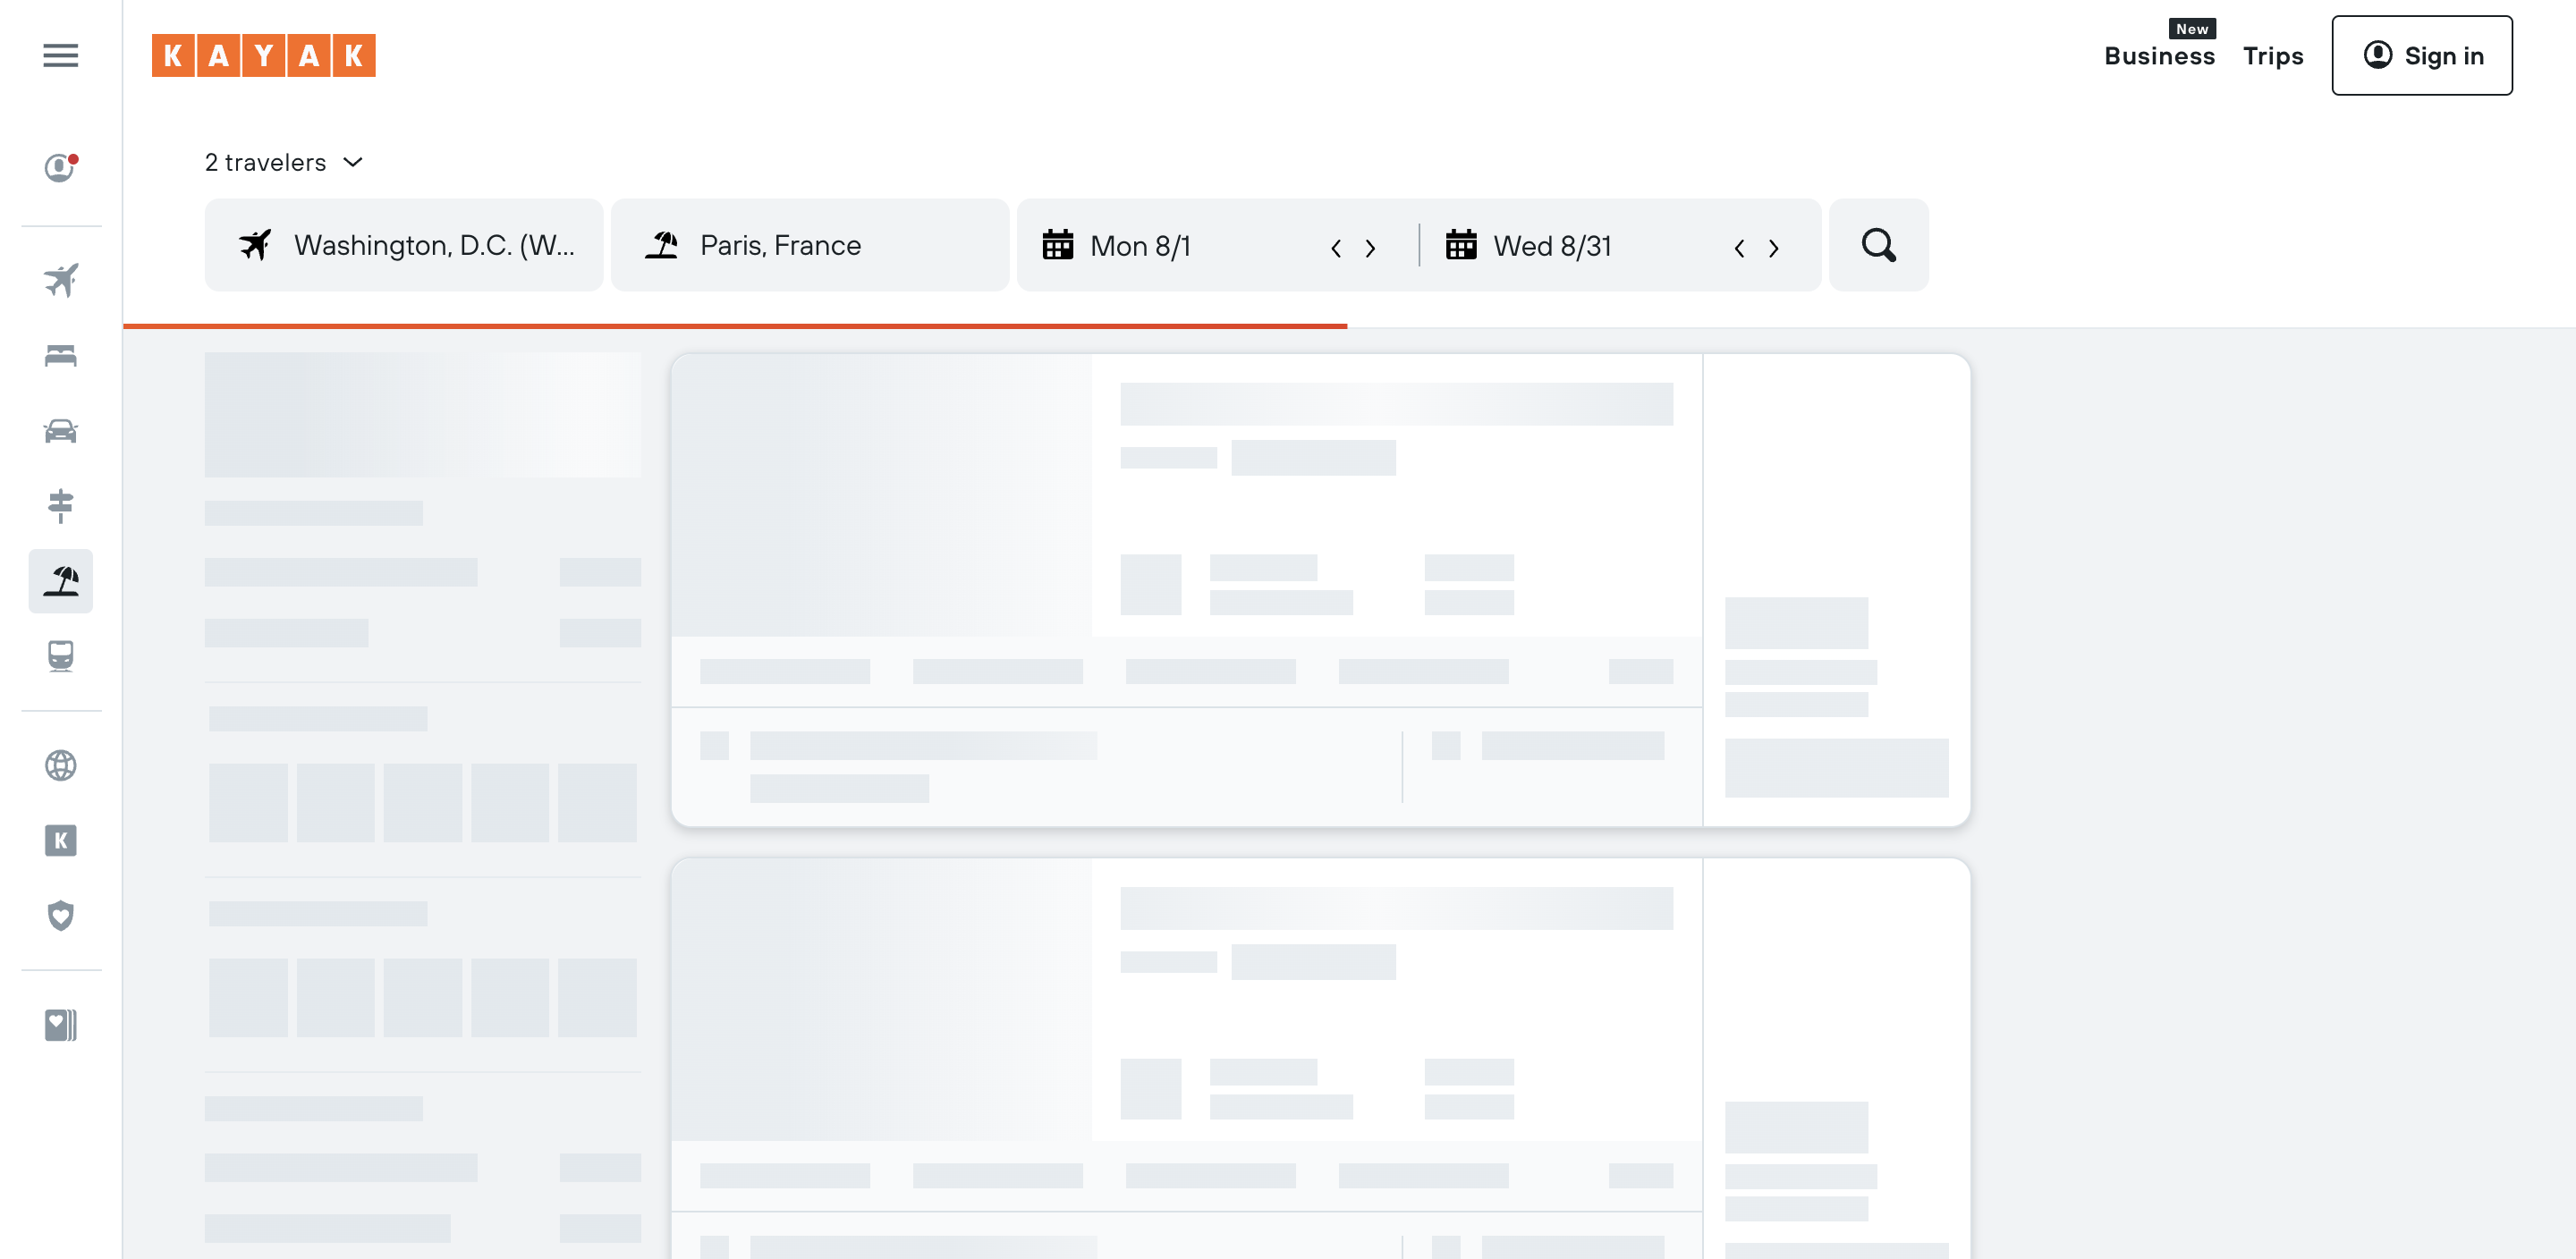 KAYAK
New
Business
Trips
Sign in
2 travelers
Washington, D.C. (W...
Paris, France
Mon 8/1
Wed 8/31
K